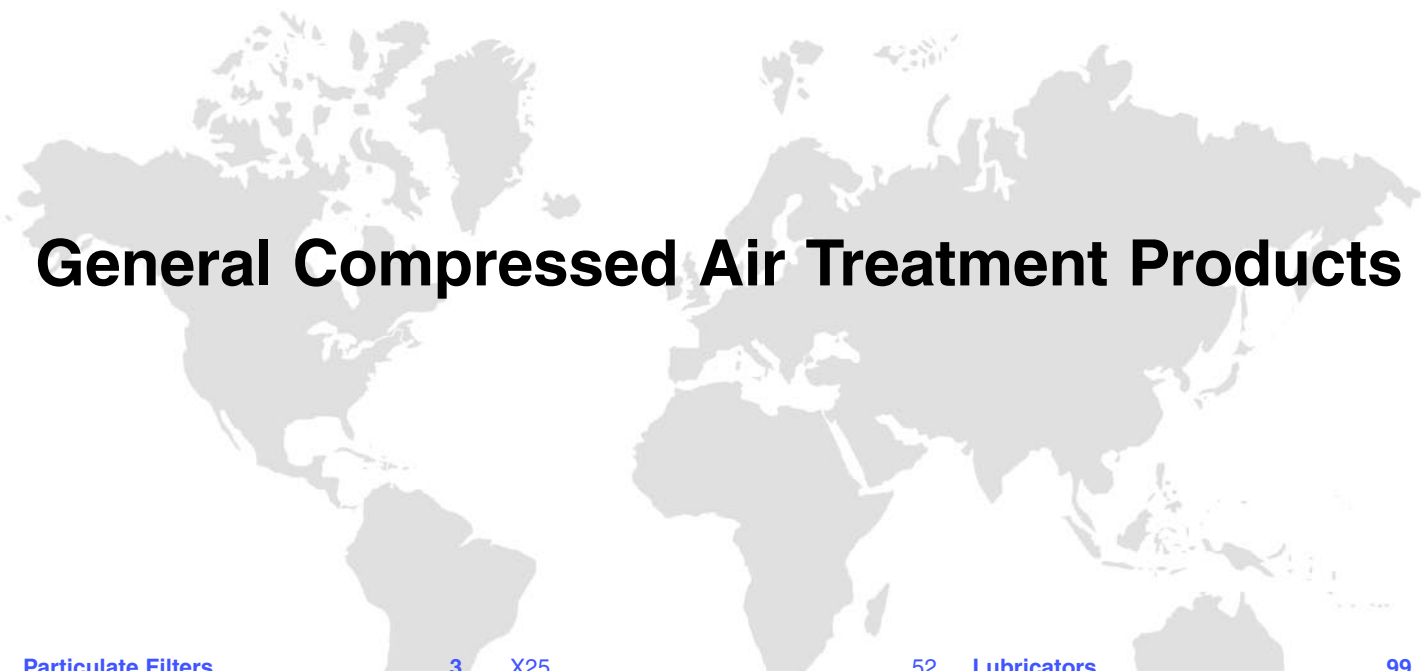 General Compressed Air Treatment Products
Particulate Filters 3 X25 52 Lubricators 99